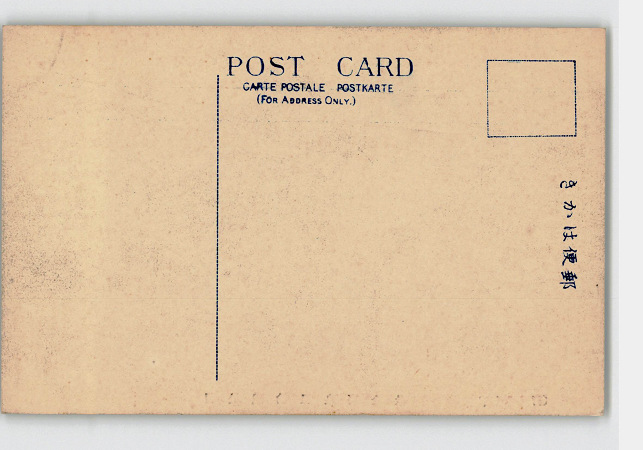 POST CARD
CARTE POSTALE POSTKARTE
(FOR ADDRESS ONLY.)
きかは便郵